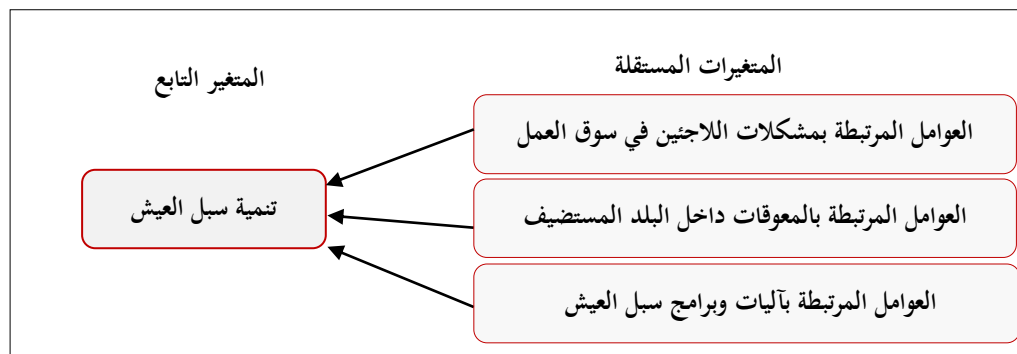 المتغيرات المستقلة
المتغير التابع
العوامل المرتبطة بمشكلات اللاجئين في سوق العمل
العوامل المرتبطة بالمعوقات داخل البلد المستضيف
تنمية سبل العيش
العوامل المرتبطة بآليات وبرامج سبل العيش